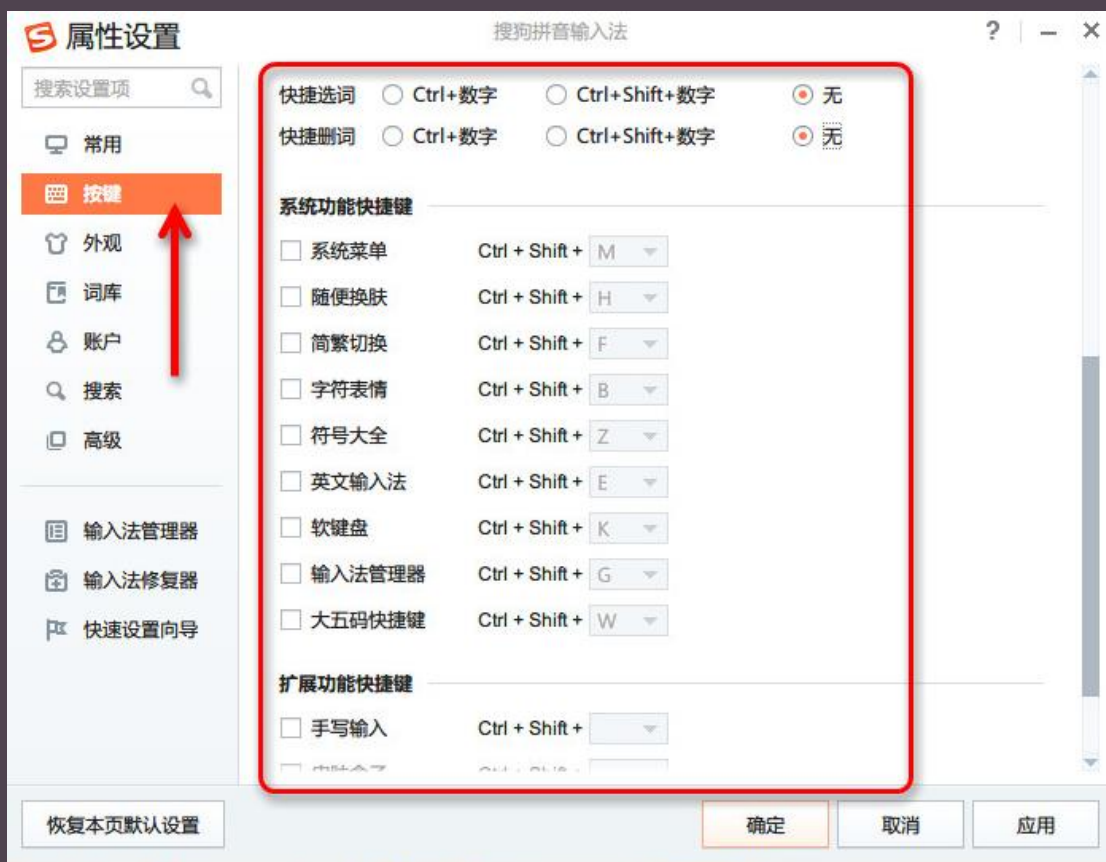 属性设置
搜狗拼音输入法
搜索设置项
常用
按键
外观
词库
账户
搜索
高级
输入法管理器
输入法修复器
快速设置向导
快捷选词 Ctrl+数字 Ctrl+Shift+数字 无
快捷删词 Ctrl+数字 Ctrl+Shift+数字 无
系统功能快捷键
系统菜单 Ctrl + Shift + M
随便换肤 Ctrl + Shift + H
简繁切换 Ctrl + Shift + F
字符表情 Ctrl + Shift + B
符号大全 Ctrl + Shift + Z
英文输入法 Ctrl + Shift + E
软键盘 Ctrl + Shift + K
输入法管理器 Ctrl + Shift + G
大五码快捷键 Ctrl + Shift + W
扩展功能快捷键
手写输入 Ctrl + Shift +
恢复本页默认设置 确定 取消 应用